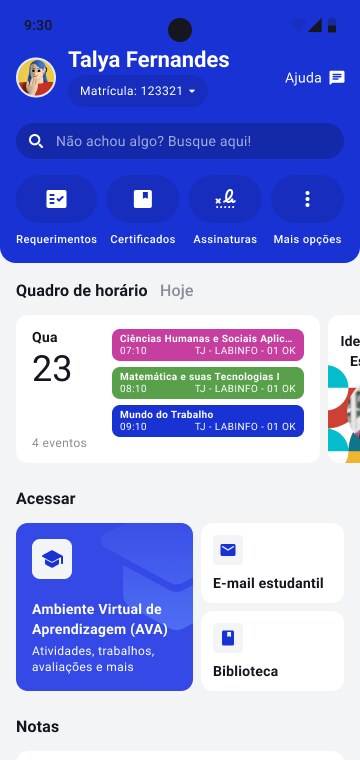 9:30
Talya Fernandes
Matrícula: 123321
Ajuda
Não achou algo? Busque aqui!
Requerimentos
Certificados
Assinaturas
Mais opções
Quadro de horário Hoje
Qua
23
4 eventos
Ciências Humanas e Sociais Aplic...
07:10 TJ - LABINFO - 01 OK
Matemática e suas Tecnologias I
08:10 TJ - LABINFO - 01 OK
Mundo do Trabalho
09:10 TJ - LABINFO - 01 OK
Ide
Es
Acessar
Ambiente Virtual de
Aprendizagem (AVA)
Atividades, trabalhos,
avaliações e mais
E-mail estudantil
Biblioteca
Notas